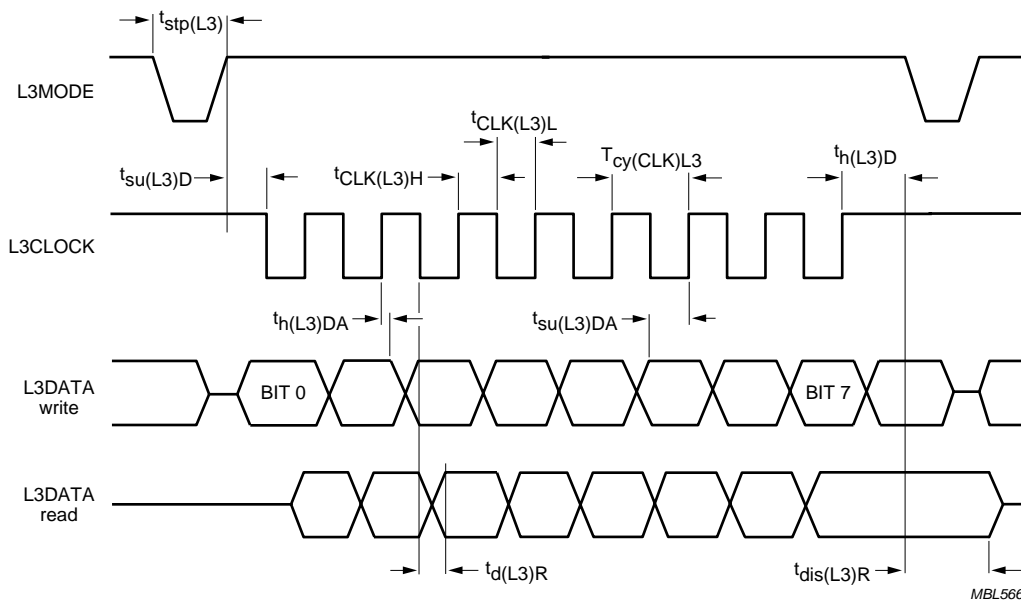 tstp(L3)
L3MODE
tCLK(L3)L
tsu(L3)D
tCLK(L3)H
Tcy(CLK)L3
th(L3)D
L3CLOCK
th(L3)DA
tsu(L3)DA
L3DATA
write
BIT 0
BIT 7
L3DATA
read
td(L3)R
tdis(L3)R
MBL566